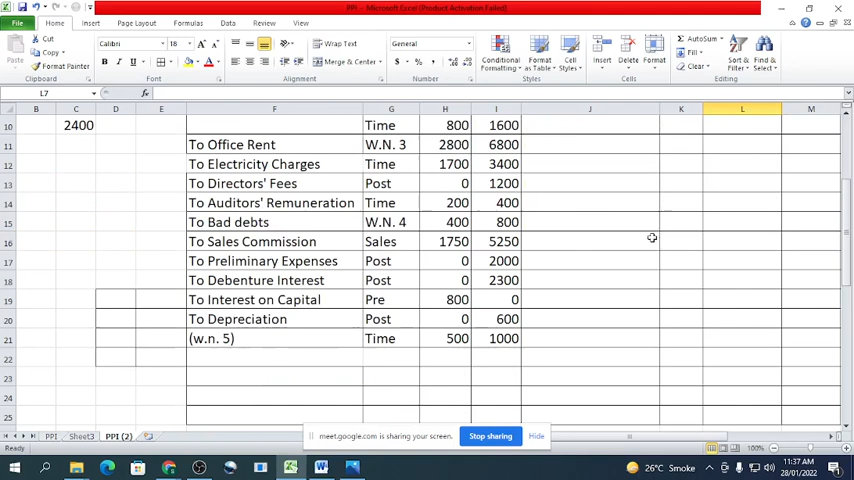 PPI - Microsoft Excel (Product Activation Failed)
File Home Page Layout Formulas Data Review View
Cut
Copy
Format Painter
Paste
Clipboard
Calibri 18
B I U
Font
Wrap Text
Merge & Center
Alignment
General
$ % , .00
Number
Conditional Formatting Format as Table Cell Styles
Styles
Insert Delete Format
Cells
AutoSum
Fill
Clear
Sort & Filter Find & Select
Editing
L7 fx
B C D E F G H I J K L M
10 2400 Time 800 1600
11 To Office Rent W.N. 3 2800 6800
12 To Electricity Charges Time 1700 3400
13 To Directors' Fees Post 0 1200
14 To Auditors' Remuneration Time 200 400
15 To Bad debts W.N. 4 400 800
16 To Sales Commission Sales 1750 5250
17 To Preliminary Expenses Post 0 2000
18 To Debenture Interest Post 0 2300
19 To Interest on Capital Pre 800 0
20 To Depreciation Post 0 600
21 (w.n. 5) Time 500 1000
22
23
24
25
PPI Sheet3 PPI (2)
meet.google.com is sharing your screen. Stop sharing Hide
Ready 100%
26°C Smoke 11:37 AM
28/01/2022